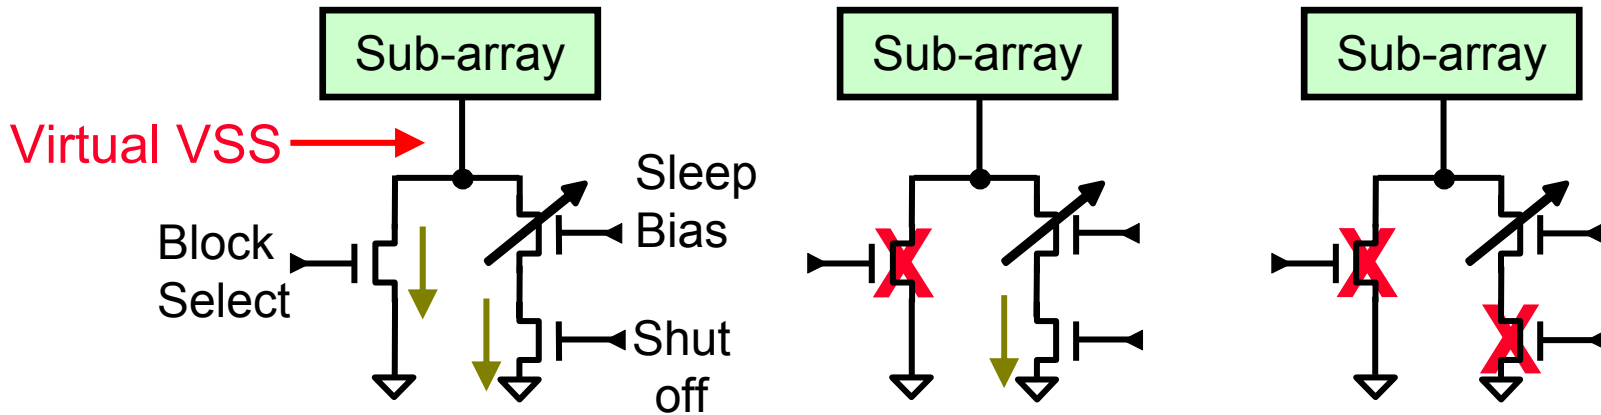 Sub-array
Sub-array
Sub-array
Virtual VSS
Sleep
Bias
Block
Select
Shut
off